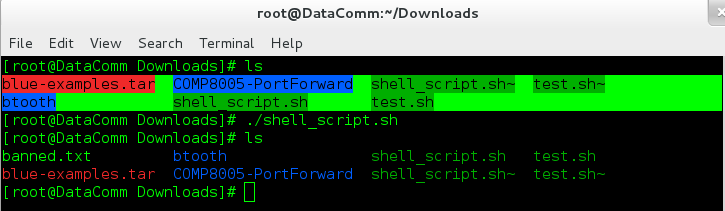 root@DataComm:~/Downloads
File Edit View Search Terminal Help
[root@DataComm Downloads]# ls
blue-examples.tar COMP8005-PortForward shell_script.sh~ test.sh~
btooth shell_script.sh test.sh
[root@DataComm Downloads]# ./shell_script.sh
[root@DataComm Downloads]# ls
banned.txt btooth shell_script.sh test.sh
blue-examples.tar COMP8005-PortForward shell_script.sh~ test.sh~
[root@DataComm Downloads]#